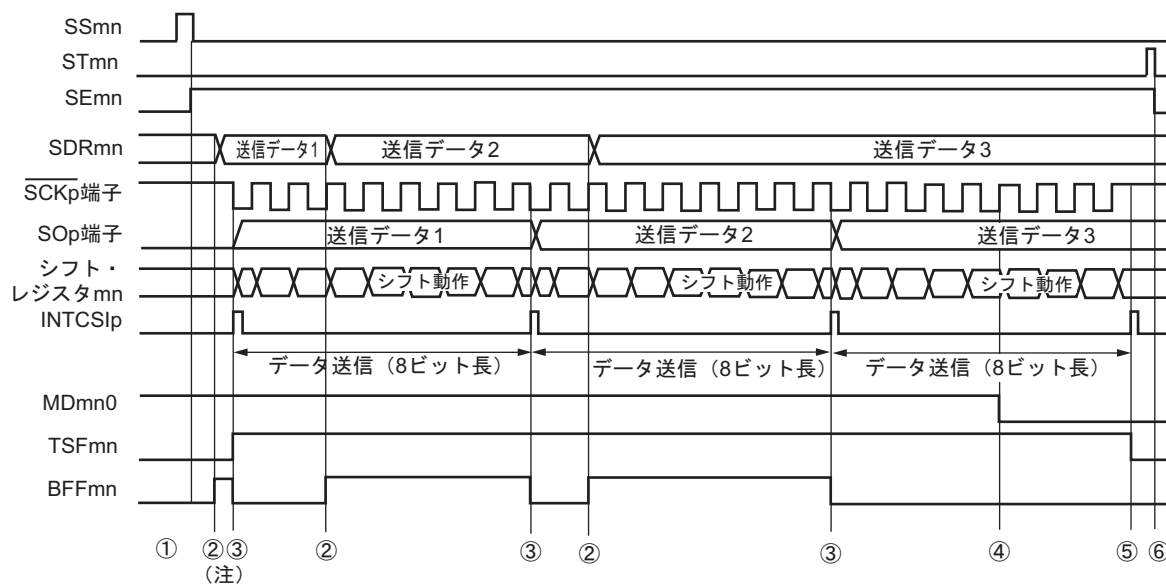 SSmn
STmn
SEmn
SDRmn
送信データ1
送信データ2
送信データ3
SCKp端子
SOp端子
送信データ1
送信データ2
送信データ3
シフト・
レジスタmn
シフト動作
シフト動作
シフト動作
INTCSIp
データ送信（8ビット長）
データ送信（8ビット長）
データ送信（8ビット長）
MDmn0
TSFmn
BFFmn
① ②③ ② ③ ② ③ ④ ⑤ ⑥
（注）